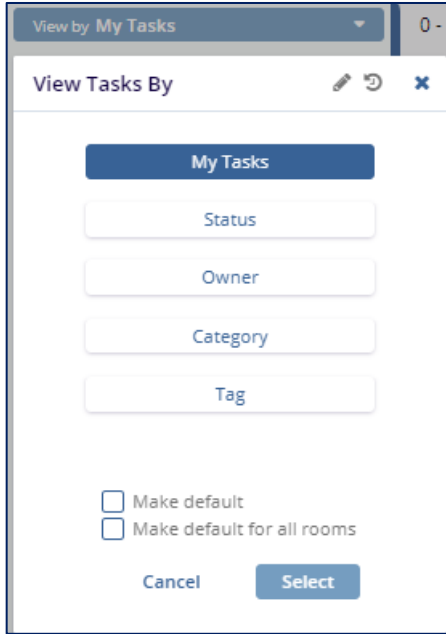 View by My Tasks
0 -
View Tasks By
My Tasks
Status
Owner
Category
Tag
Make default
Make default for all rooms
Cancel
Select